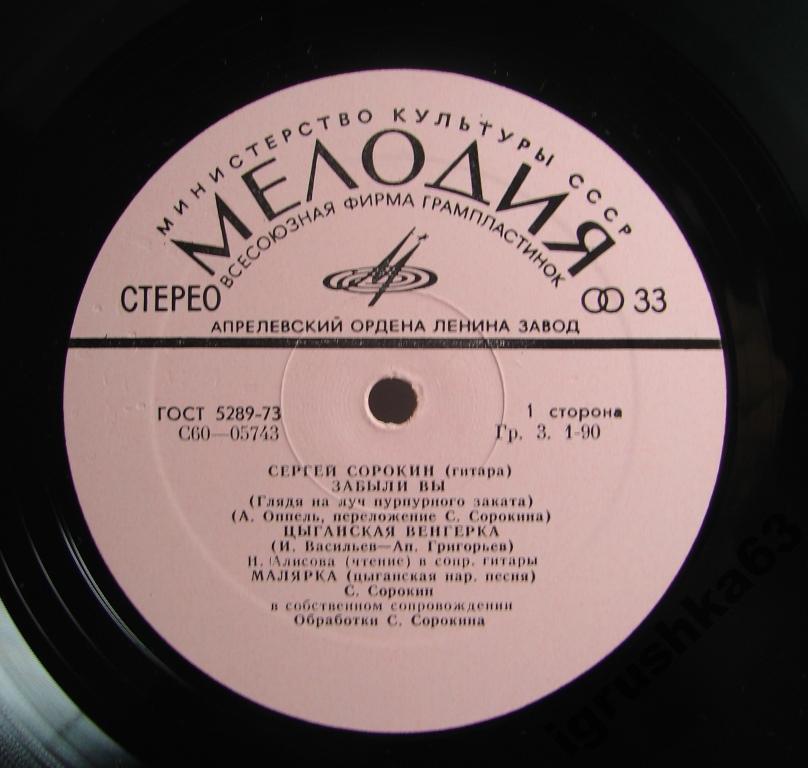 МИНИСТЕРСТВО КУЛЬТУРЫ СССР
МЕЛОДИЯ
ВСЕСОЮЗНАЯ ФИРМА ГРАМПЛАСТИНОК
СТЕРЕО
33
АПРЕЛЕВСКИЙ ОРДЕНА ЛЕНИНА ЗАВОД
ГОСТ 5289-73
1 сторона
С60—05743
Гр. 3. 1-90
СЕРГЕЙ СОРОКИН (гитара)
ЗАБЫЛИ ВЫ
(Глядя на луч пурпурного заката)
(А. Оппель, переложение С. Сорокина)
ЦЫГАНСКАЯ ВЕНГЕРКА
(И. Васильев—Ап. Григорьев)
Н. Алисова (чтение) в сопр. гитары
МАЛЯРКА (цыганская нар. песня)
С. Сорокин
в собственном сопровождении
Обработки С. Сорокина
igrushka63